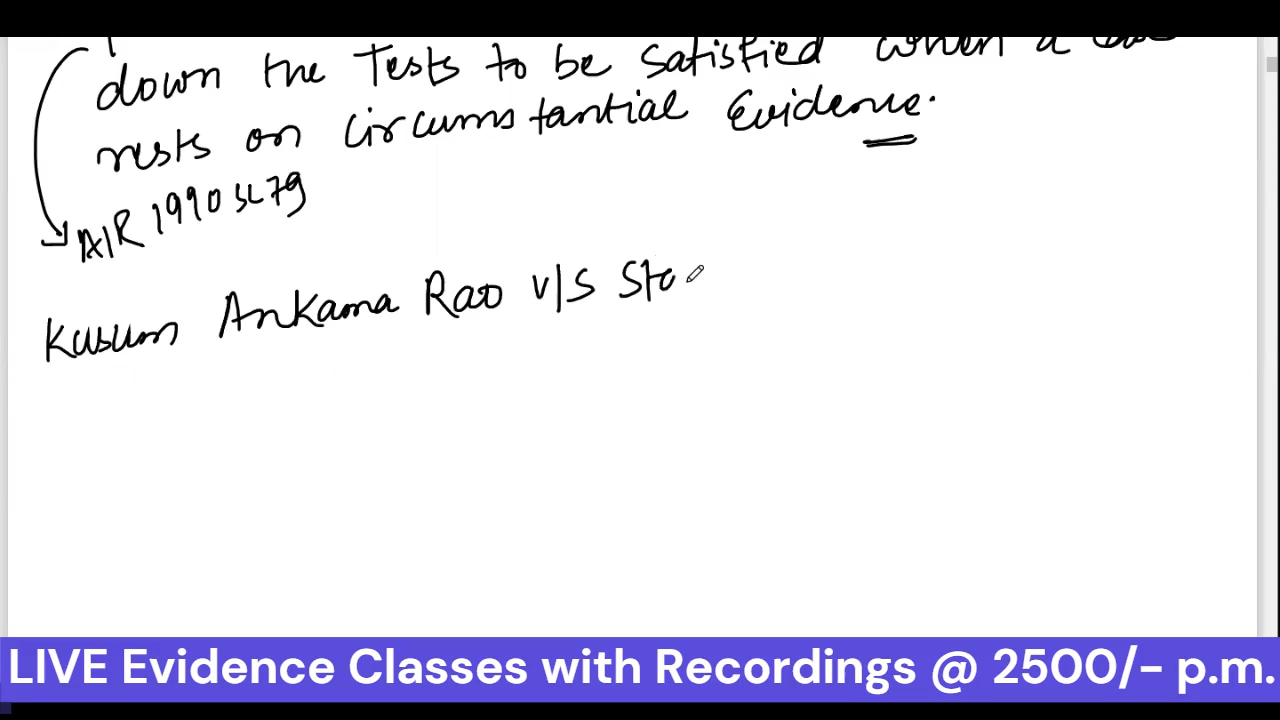 down the Tests to be satisfied when a
rests on circumstantial Evidence.
AIR 1990 SC 79
Kusum Ankama Rao v/s Sta
LIVE Evidence Classes with Recordings @ 2500/- p.m.